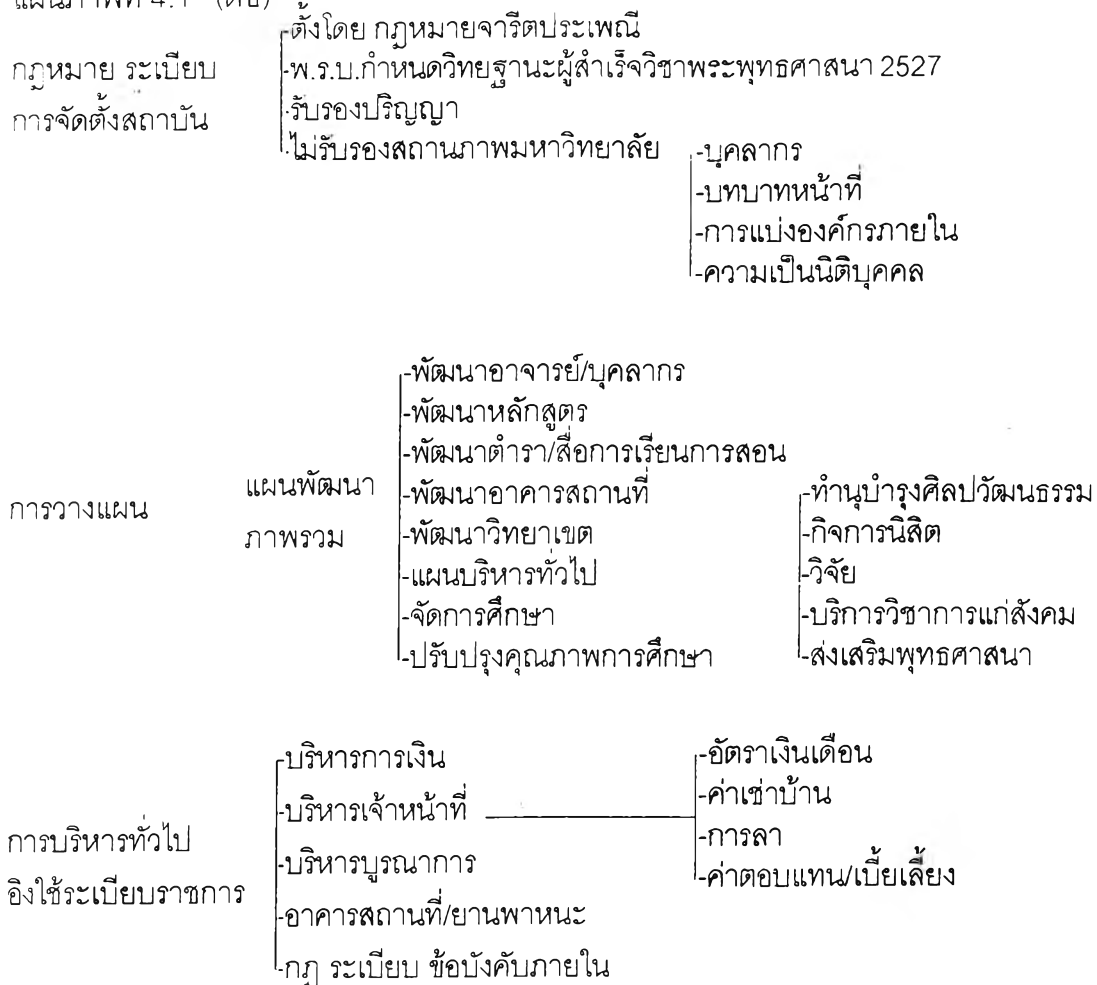 แผนภาพที่ 4.1 (ต่อ)
กฎหมาย ระเบียบ
การจัดตั้งสถาบัน
-ตั้งโดย กฎหมายจารีตประเพณี
-พ.ร.บ.กำหนดวิทยฐานะผู้สำเร็จวิชาพระพุทธศาสนา 2527
-รับรองปริญญา
-ไม่รับรองสถานภาพมหาวิทยาลัย
-บุคลากร
-บทบาทหน้าที่
-การแบ่งองค์กรภายใน
-ความเป็นนิติบุคคล
การวางแผน
แผนพัฒนา
ภาพรวม
-พัฒนาอาจารย์/บุคลากร
-พัฒนาหลักสูตร
-พัฒนาตำรา/สื่อการเรียนการสอน
-พัฒนาอาคารสถานที่
-พัฒนาวิทยาเขต
-แผนบริหารทั่วไป
-จัดการศึกษา
-ปรับปรุงคุณภาพการศึกษา
-ทำนุบำรุงศิลปวัฒนธรรม
-กิจการนิสิต
-วิจัย
-บริการวิชาการแก่สังคม
-ส่งเสริมพุทธศาสนา
การบริหารทั่วไป
อิงใช้ระเบียบราชการ
-บริหารการเงิน
-บริหารเจ้าหน้าที่
-บริหารบูรณาการ
-อาคารสถานที่/ยานพาหนะ
-กฎ ระเบียบ ข้อบังคับภายใน
-อัตราเงินเดือน
-ค่าเช่าบ้าน
-การลา
-ค่าตอบแทน/เบี้ยเลี้ยง